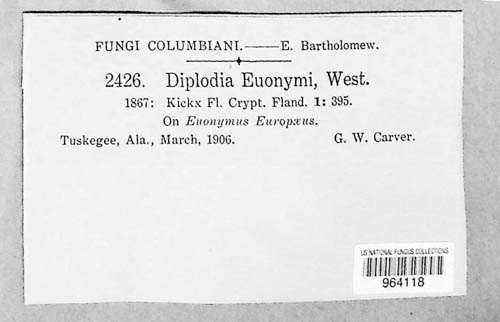 FUNGI COLUMBIANI.——E. Bartholomew.
2426. Diplodia Euonymi, West.
1867: Kickx Fl. Crypt. Fland. 1: 395.
On Euonymus Europæus.
Tuskegee, Ala., March, 1906. G. W. Carver.
US NATIONAL FUNGUS COLLECTIONS
964118